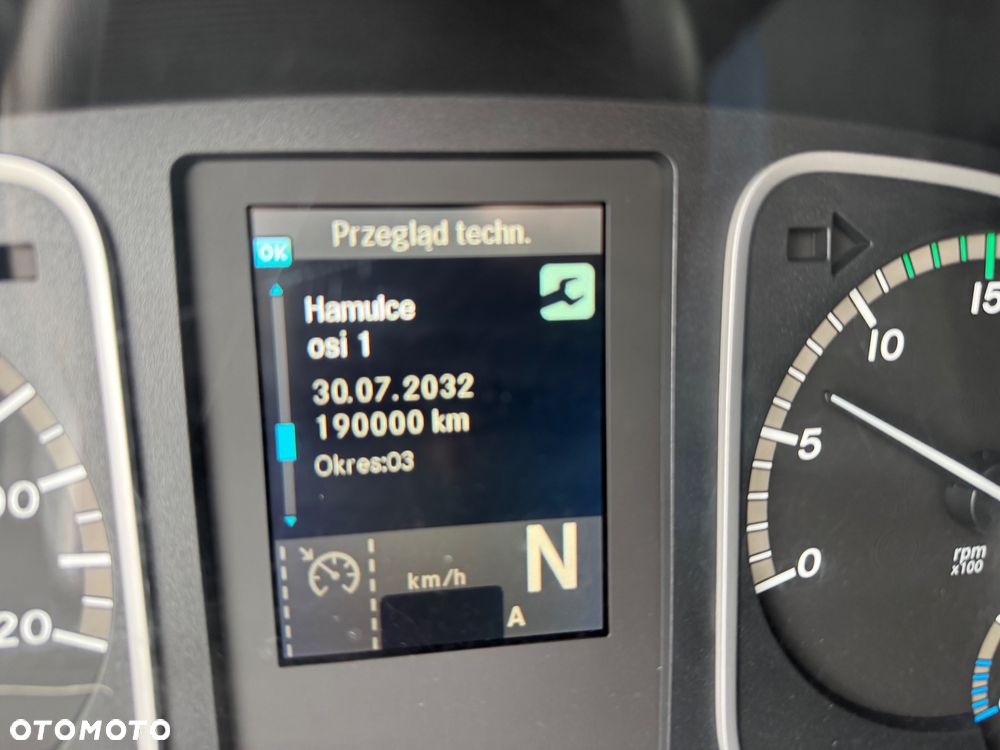 Przegląd techn.
OK
Hamulce
osi 1
30.07.2032
190000 km
Okres:03
km/h
N
A
15
10
5
0
rpm
x100
00
20
OTOMOTO